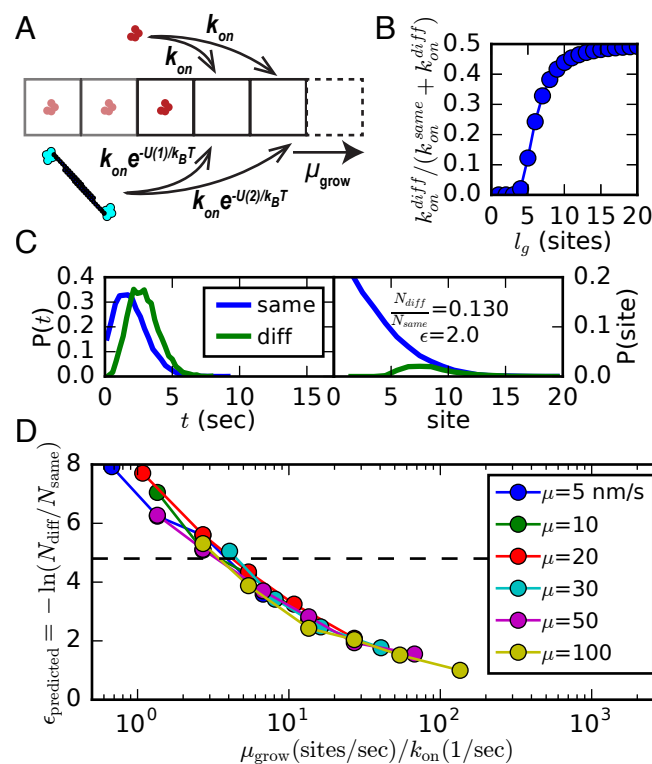 A
k_on
k_on
k_on e^-U(1)/k_BT
k_on e^-U(2)/k_BT
μ_grow
B
k_on^diff/(k_on^same + k_on^diff)
0.5
0.4
0.3
0.2
0.1
0.0
0 5 10 15 20
l_g (sites)
C
P(t)
0.4
0.3
0.2
0.1
0.0
same
diff
0 5 10 15
t (sec)
N_diff/N_same =0.130
ϵ=2.0
0.2
0.1
0.0
P(site)
0 5 10 15 20
site
D
ϵ_predicted = −ln(N_diff/N_same)
8
6
4
2
0
μ=5 nm/s
μ=10
μ=20
μ=30
μ=50
μ=100
10^0 10^1 10^2 10^3
μ_grow(sites/sec)/k_on(1/sec)